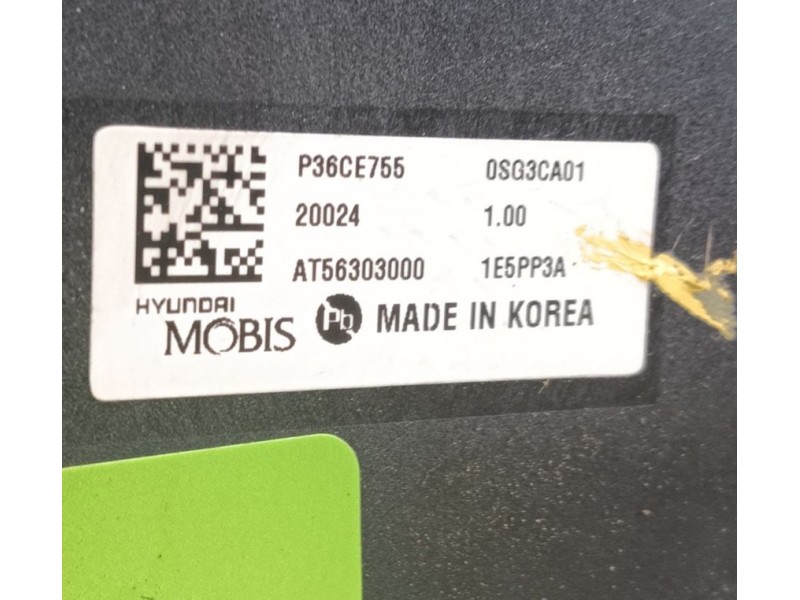 P36CE755 0SG3CA01
20024 1.00
AT56303000 1E5PP3A
HYUNDAI
MOBIS Pb MADE IN KOREA